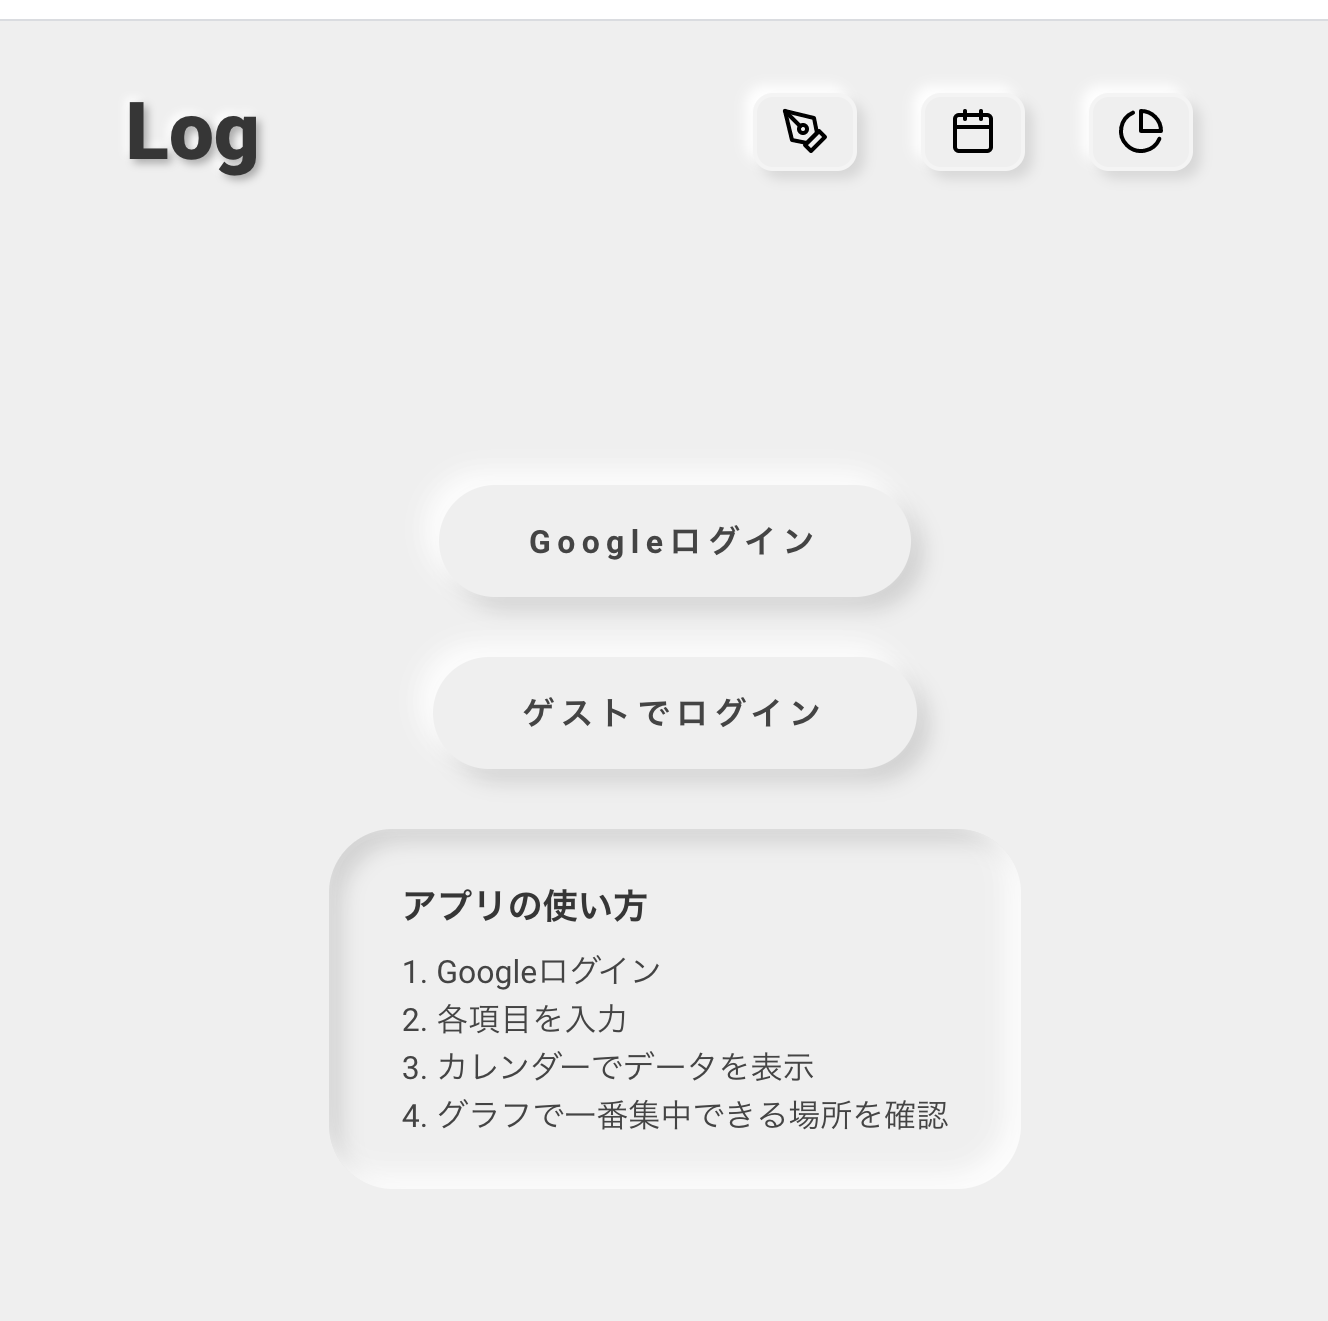 Log
Googleログイン
ゲストでログイン
アプリの使い方
1. Googleログイン
2. 各項目を入力
3. カレンダーでデータを表示
4. グラフで一番集中できる場所を確認